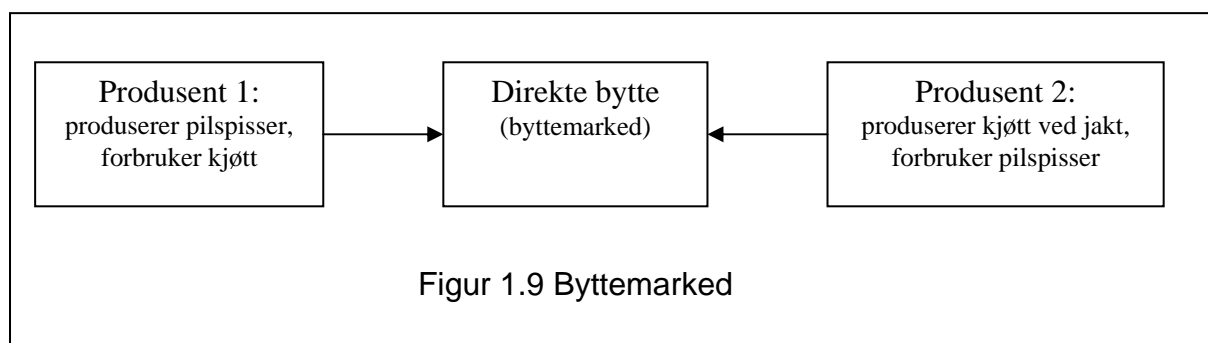 Produsent 1:
produserer pilspisser,
forbruker kjøtt
Direkte bytte
(byttemarked)
Produsent 2:
produserer kjøtt ved jakt,
forbruker pilspisser
Figur 1.9 Byttemarked